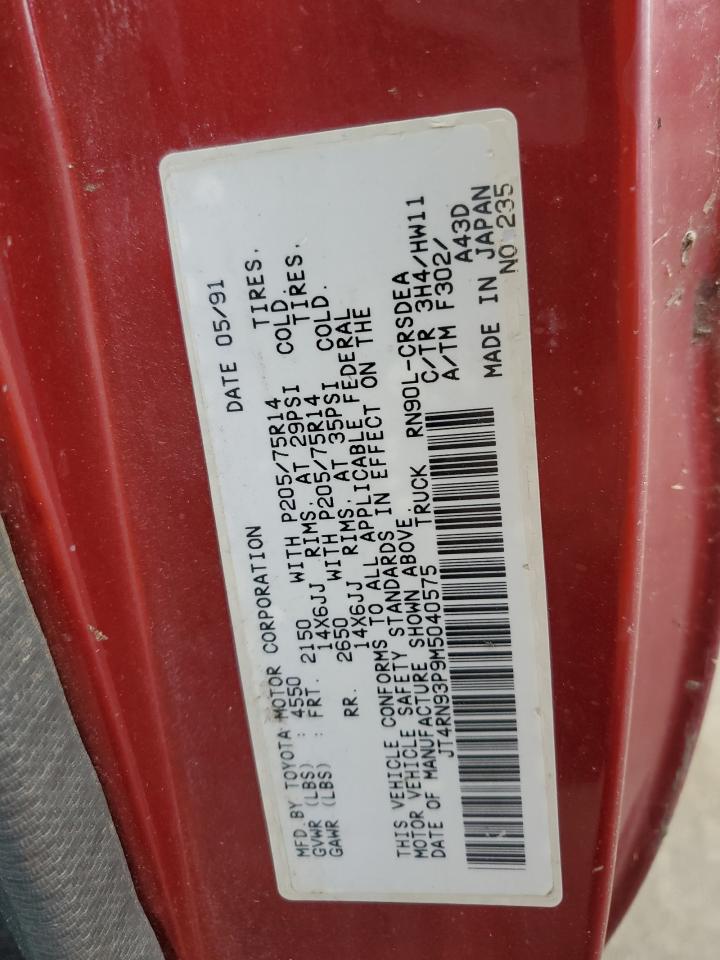 MFD.BY TOYOTA MOTOR CORPORATION DATE 05/91
GVWR (LBS) : 4550
GAWR (LBS) : FRT. 2150 WITH P205/75R14 TIRES.
14X6JJ RIMS. AT 29PSI COLD.
RR. 2650 WITH P205/75R14 TIRES.
14X6JJ RIMS. AT 35PSI COLD.
THIS VEHICLE CONFORMS TO ALL APPLICABLE FEDERAL
MOTOR VEHICLE SAFETY STANDARDS IN EFFECT ON THE
DATE OF MANUFACTURE SHOWN ABOVE.
JT4RN93P9M5040575 TRUCK RN90L-CRSDEA
C/TR 3H4/HW11
A/TM F302/ A43D
MADE IN JAPAN
NO 235